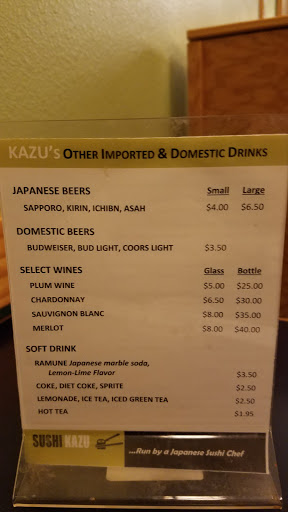 KAZU's OTHER IMPORTED & DOMESTIC DRINKS
JAPANESE BEERS Small Large
SAPPORO, KIRIN, ICHIBN, ASAH $4.00 $6.50
DOMESTIC BEERS
BUDWEISER, BUD LIGHT, COORS LIGHT $3.50
SELECT WINES Glass Bottle
PLUM WINE $5.00 $25.00
CHARDONNAY $6.50 $30.00
SAUVIGNON BLANC $8.00 $35.00
MERLOT $8.00 $40.00
SOFT DRINK
RAMUNE Japanese marble soda,
Lemon-Lime Flavor $3.50
COKE, DIET COKE, SPRITE $2.50
LEMONADE, ICE TEA, ICED GREEN TEA $2.50
HOT TEA $1.95
SUSHI KAZU
...Run by a Japanese Sushi Chef